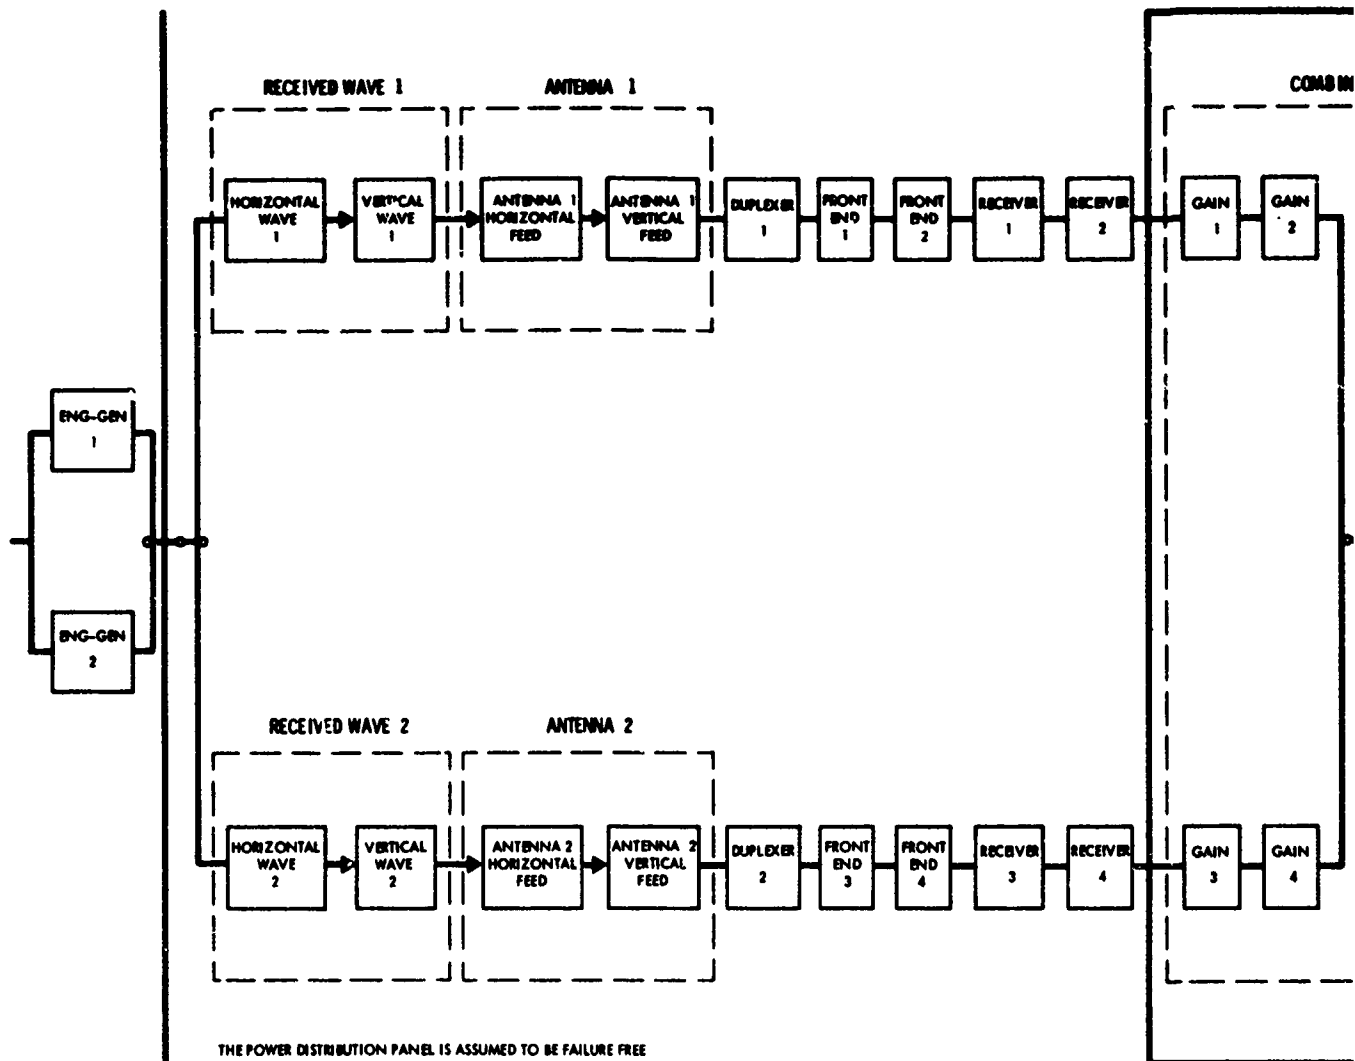 RECEIVED WAVE 1
ANTENNA 1
COMBIN
HORIZONTAL
WAVE
1
VERTICAL
WAVE
1
ANTENNA 1
HORIZONTAL
FEED
ANTENNA 1
VERTICAL
FEED
DUPLEXER
1
FRONT
END
1
FRONT
END
2
RECEIVER
1
RECEIVER
2
GAIN
1
GAIN
2
ENG-GEN
1
ENG-GEN
2
RECEIVED WAVE 2
ANTENNA 2
HORIZONTAL
WAVE
2
VERTICAL
WAVE
2
ANTENNA 2
HORIZONTAL
FEED
ANTENNA 2
VERTICAL
FEED
DUPLEXER
2
FRONT
END
3
FRONT
END
4
RECEIVER
3
RECEIVER
4
GAIN
3
GAIN
4
THE POWER DISTRIBUTION PANEL IS ASSUMED TO BE FAILURE FREE